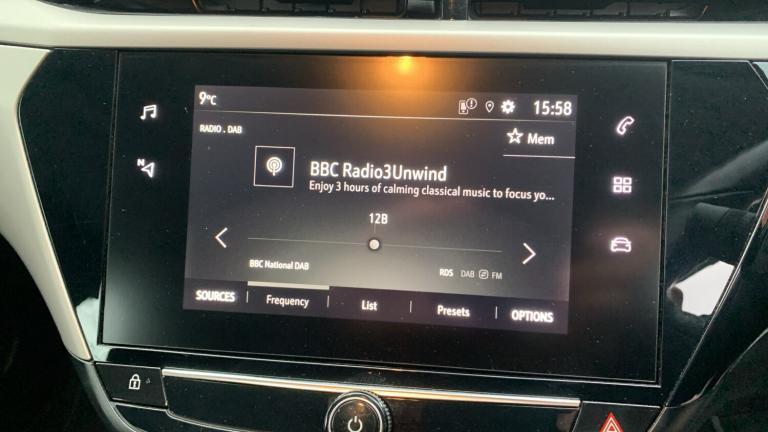 9°C
15:58
RADIO . DAB
Mem
BBC Radio3Unwind
Enjoy 3 hours of calming classical music to focus yo...
12B
BBC National DAB
RDS DAB FM
SOURCES Frequency List Presets OPTIONS
N